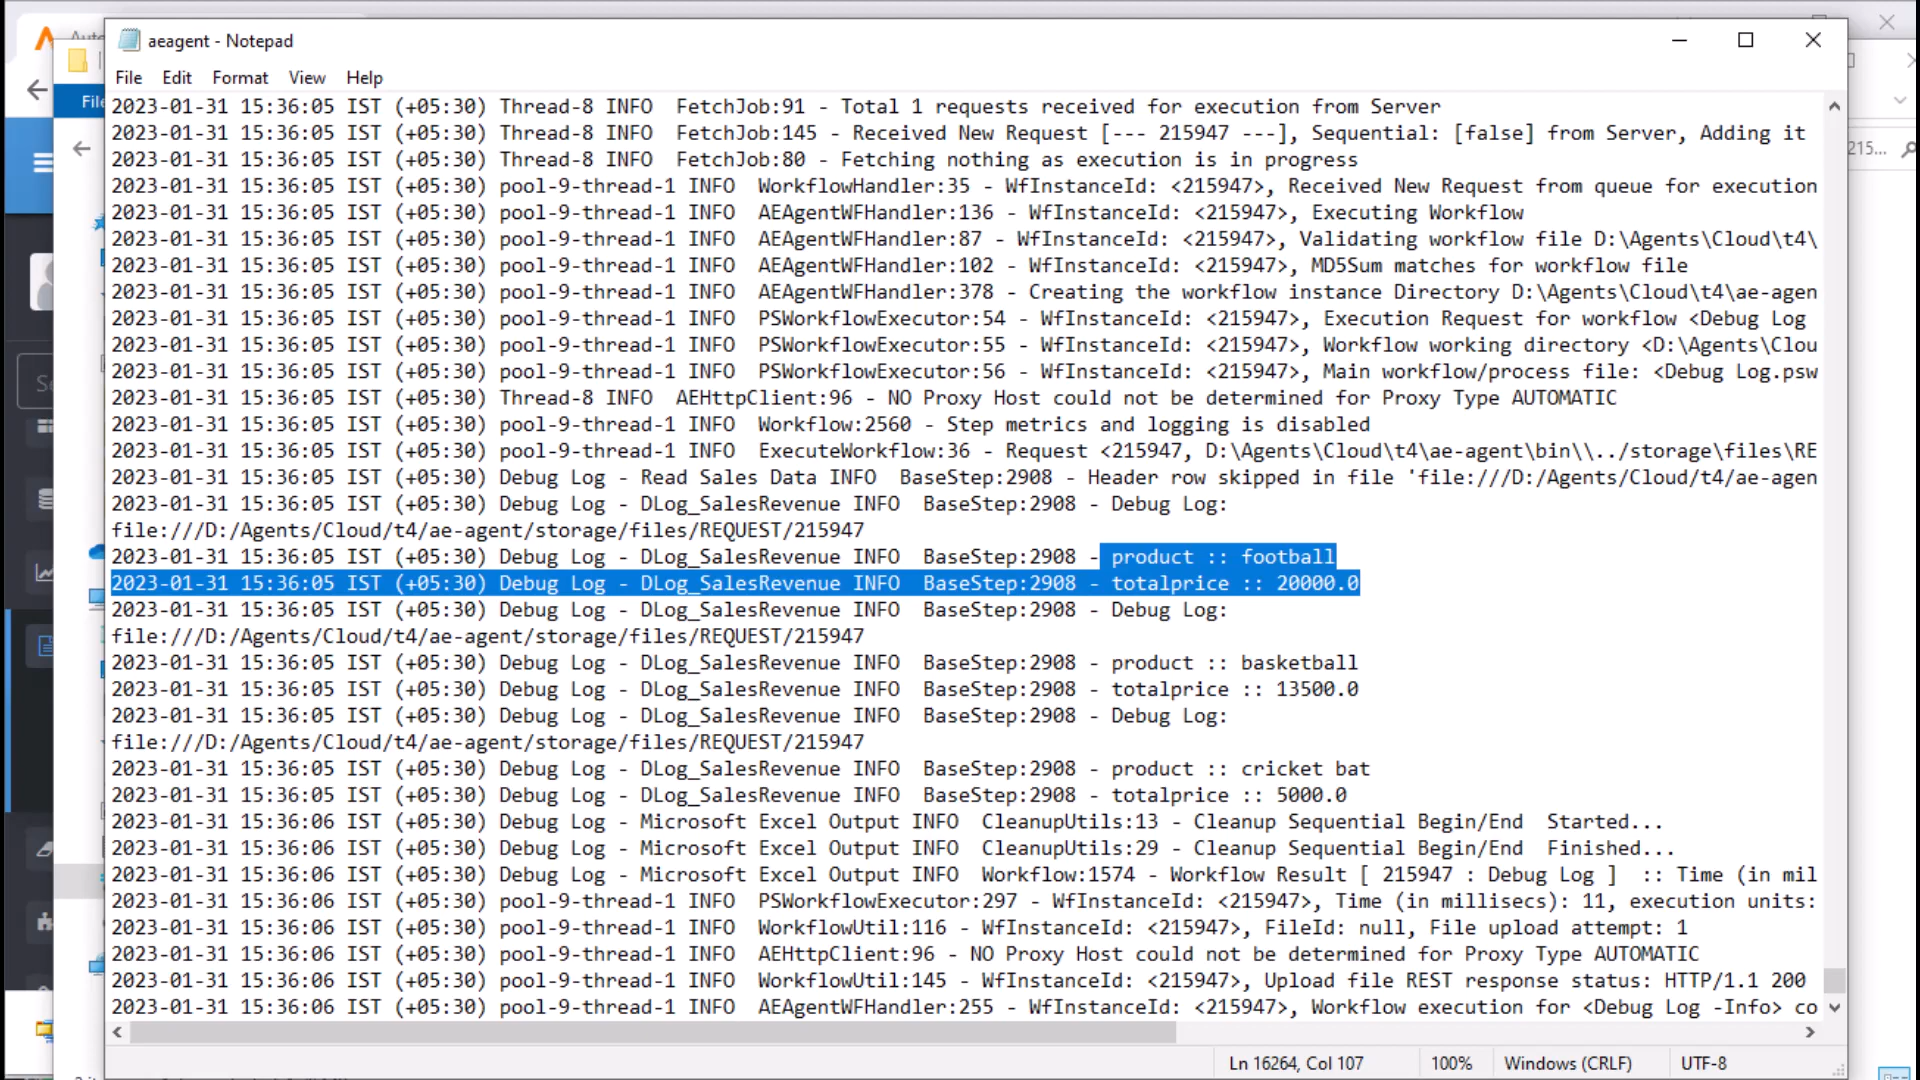 aeagent - Notepad
File Edit Format View Help
File
2023-01-31 15:36:05 IST (+05:30) Thread-8 INFO  FetchJob:91 - Total 1 requests received for execution from Server
2023-01-31 15:36:05 IST (+05:30) Thread-8 INFO  FetchJob:145 - Received New Request [--- 215947 ---], Sequential: [false] from Server, Adding it
2023-01-31 15:36:05 IST (+05:30) Thread-8 INFO  FetchJob:80 - Fetching nothing as execution is in progress
2023-01-31 15:36:05 IST (+05:30) pool-9-thread-1 INFO  WorkflowHandler:35 - WfInstanceId: <215947>, Received New Request from queue for execution
2023-01-31 15:36:05 IST (+05:30) pool-9-thread-1 INFO  AEAgentWFHandler:136 - WfInstanceId: <215947>, Executing Workflow
2023-01-31 15:36:05 IST (+05:30) pool-9-thread-1 INFO  AEAgentWFHandler:87 - WfInstanceId: <215947>, Validating workflow file D:\Agents\Cloud\t4\
2023-01-31 15:36:05 IST (+05:30) pool-9-thread-1 INFO  AEAgentWFHandler:102 - WfInstanceId: <215947>, MD5Sum matches for workflow file
2023-01-31 15:36:05 IST (+05:30) pool-9-thread-1 INFO  AEAgentWFHandler:378 - Creating the workflow instance Directory D:\Agents\Cloud\t4\ae-agen
2023-01-31 15:36:05 IST (+05:30) pool-9-thread-1 INFO  PSWorkflowExecutor:54 - WfInstanceId: <215947>, Execution Request for workflow <Debug Log
2023-01-31 15:36:05 IST (+05:30) pool-9-thread-1 INFO  PSWorkflowExecutor:55 - WfInstanceId: <215947>, Workflow working directory <D:\Agents\Clou
2023-01-31 15:36:05 IST (+05:30) pool-9-thread-1 INFO  PSWorkflowExecutor:56 - WfInstanceId: <215947>, Main workflow/process file: <Debug Log.psw
2023-01-31 15:36:05 IST (+05:30) Thread-8 INFO  AEHttpClient:96 - NO Proxy Host could not be determined for Proxy Type AUTOMATIC
2023-01-31 15:36:05 IST (+05:30) pool-9-thread-1 INFO  Workflow:2560 - Step metrics and logging is disabled
2023-01-31 15:36:05 IST (+05:30) pool-9-thread-1 INFO  ExecuteWorkflow:36 - Request <215947, D:\Agents\Cloud\t4\ae-agent\bin\\../storage\files\RE
2023-01-31 15:36:05 IST (+05:30) Debug Log - Read Sales Data INFO  BaseStep:2908 - Header row skipped in file 'file:///D:/Agents/Cloud/t4/ae-agen
2023-01-31 15:36:05 IST (+05:30) Debug Log - DLog_SalesRevenue INFO  BaseStep:2908 - Debug Log:
file:///D:/Agents/Cloud/t4/ae-agent/storage/files/REQUEST/215947
2023-01-31 15:36:05 IST (+05:30) Debug Log - DLog_SalesRevenue INFO  BaseStep:2908 - product :: football
2023-01-31 15:36:05 IST (+05:30) Debug Log - DLog_SalesRevenue INFO  BaseStep:2908 - totalprice :: 20000.0
2023-01-31 15:36:05 IST (+05:30) Debug Log - DLog_SalesRevenue INFO  BaseStep:2908 - Debug Log:
file:///D:/Agents/Cloud/t4/ae-agent/storage/files/REQUEST/215947
2023-01-31 15:36:05 IST (+05:30) Debug Log - DLog_SalesRevenue INFO  BaseStep:2908 - product :: basketball
2023-01-31 15:36:05 IST (+05:30) Debug Log - DLog_SalesRevenue INFO  BaseStep:2908 - totalprice :: 13500.0
2023-01-31 15:36:05 IST (+05:30) Debug Log - DLog_SalesRevenue INFO  BaseStep:2908 - Debug Log:
file:///D:/Agents/Cloud/t4/ae-agent/storage/files/REQUEST/215947
2023-01-31 15:36:05 IST (+05:30) Debug Log - DLog_SalesRevenue INFO  BaseStep:2908 - product :: cricket bat
2023-01-31 15:36:05 IST (+05:30) Debug Log - DLog_SalesRevenue INFO  BaseStep:2908 - totalprice :: 5000.0
2023-01-31 15:36:06 IST (+05:30) Debug Log - Microsoft Excel Output INFO  CleanupUtils:13 - Cleanup Sequential Begin/End  Started...
2023-01-31 15:36:06 IST (+05:30) Debug Log - Microsoft Excel Output INFO  CleanupUtils:29 - Cleanup Sequential Begin/End  Finished...
2023-01-31 15:36:06 IST (+05:30) Debug Log - Microsoft Excel Output INFO  Workflow:1574 - Workflow Result [ 215947 : Debug Log ]  :: Time (in mil
2023-01-31 15:36:06 IST (+05:30) pool-9-thread-1 INFO  PSWorkflowExecutor:297 - WfInstanceId: <215947>, Time (in millisecs): 11, execution units:
2023-01-31 15:36:06 IST (+05:30) pool-9-thread-1 INFO  WorkflowUtil:116 - WfInstanceId: <215947>, FileId: null, File upload attempt: 1
2023-01-31 15:36:06 IST (+05:30) pool-9-thread-1 INFO  AEHttpClient:96 - NO Proxy Host could not be determined for Proxy Type AUTOMATIC
2023-01-31 15:36:06 IST (+05:30) pool-9-thread-1 INFO  WorkflowUtil:145 - WfInstanceId: <215947>, Upload file REST response status: HTTP/1.1 200
2023-01-31 15:36:06 IST (+05:30) pool-9-thread-1 INFO  AEAgentWFHandler:255 - WfInstanceId: <215947>, Workflow execution for <Debug Log -Info> co
215...
Ln 16264, Col 107 100% Windows (CRLF) UTF-8